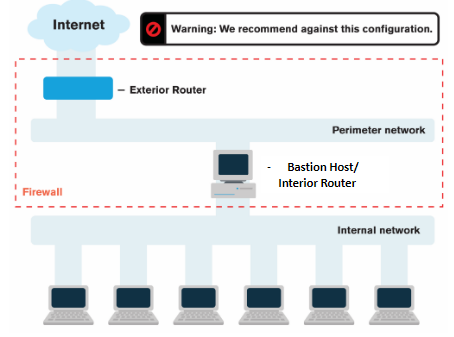 Internet
Warning: We recommend against this configuration.
– Exterior Router
Perimeter network
- Bastion Host/
Interior Router
Firewall
Internal network